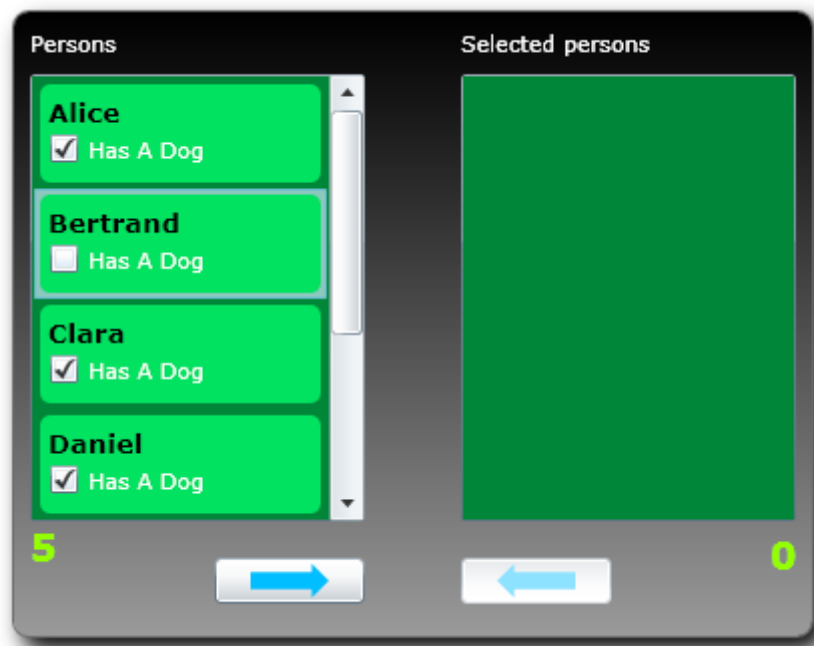 Persons
Selected persons
Alice
Has A Dog
Bertrand
Has A Dog
Clara
Has A Dog
Daniel
Has A Dog
5
0